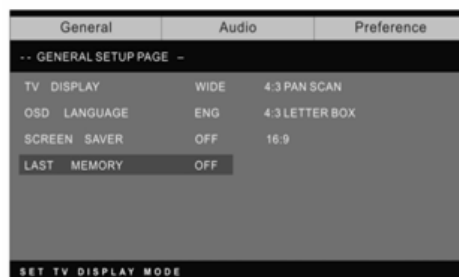 General Audio Preference
-- GENERAL SETUP PAGE –
TV DISPLAY WIDE 4:3 PAN SCAN
OSD LANGUAGE ENG 4:3 LETTER BOX
SCREEN SAVER OFF 16:9
LAST MEMORY OFF
SET TV DISPLAY MODE